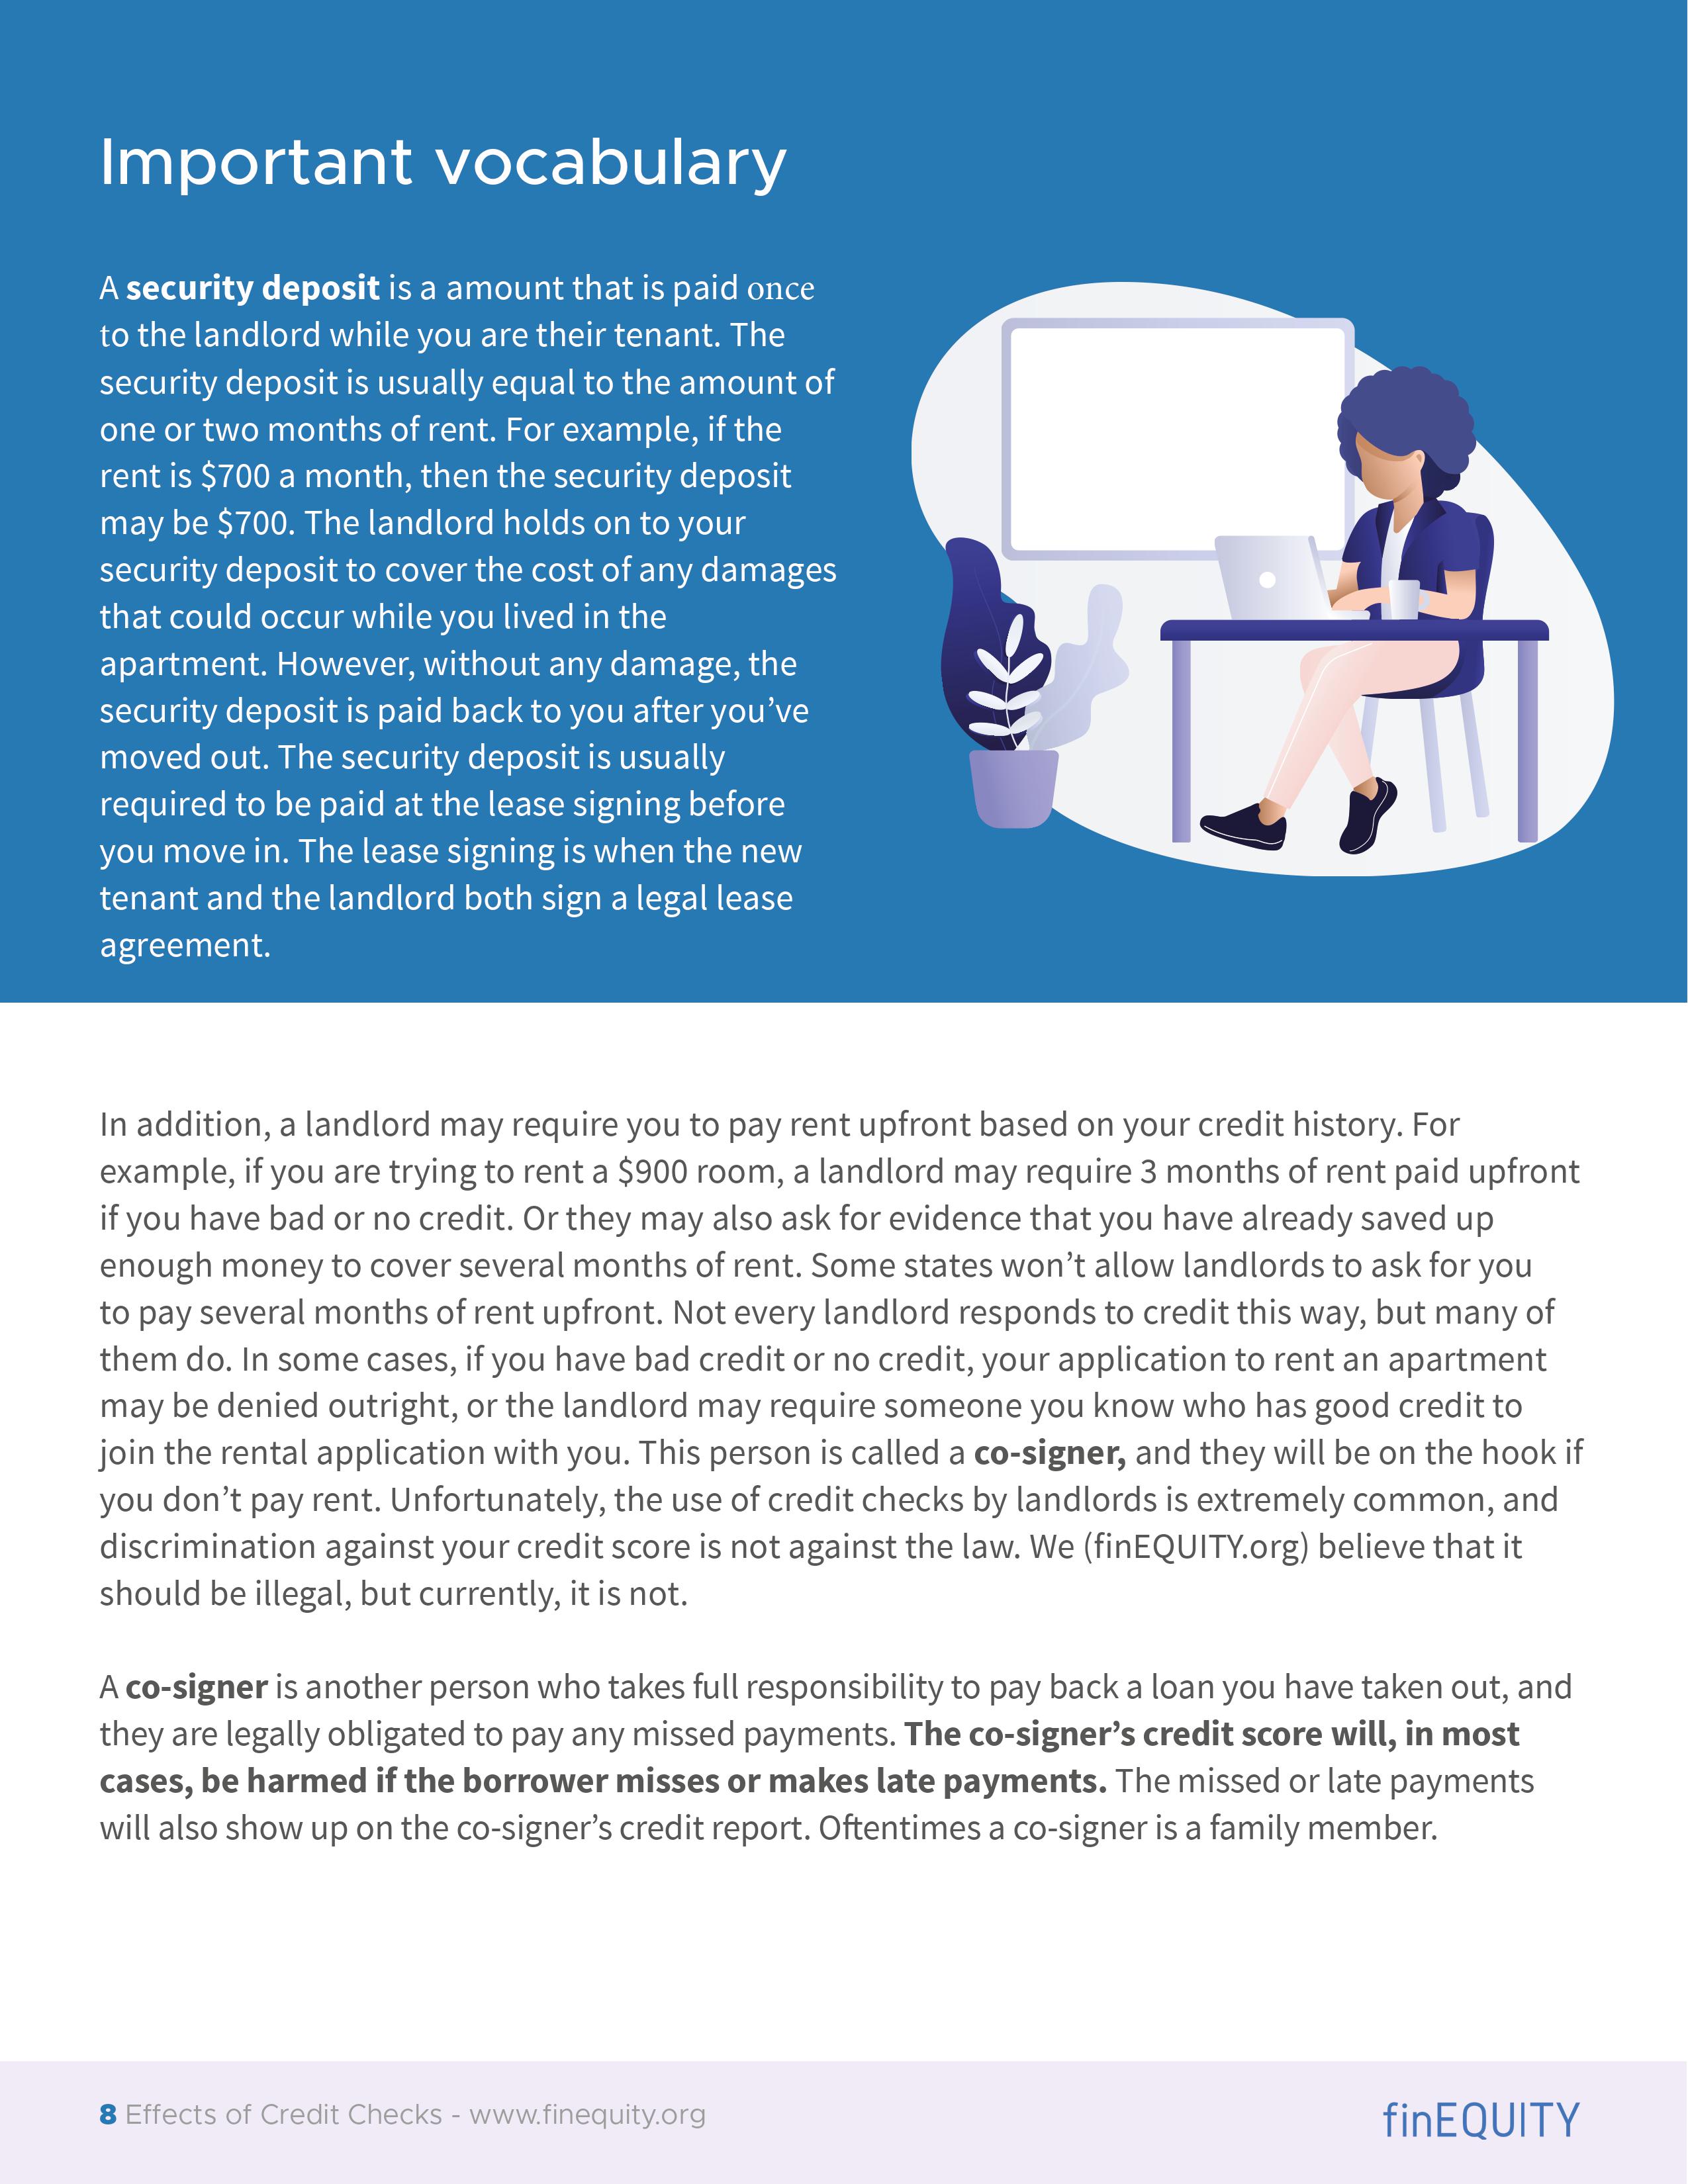 Important vocabulary
A security deposit is a amount that is paid once
to the landlord while you are their tenant. The
security deposit is usually equal to the amount of
one or two months of rent. For example, if the
rent is $700 a month, then the security deposit
may be $700. The landlord holds on to your
security deposit to cover the cost of any damages
that could occur while you lived in the
apartment. However, without any damage, the
security deposit is paid back to you after you’ve
moved out. The security deposit is usually
required to be paid at the lease signing before
you move in. The lease signing is when the new
tenant and the landlord both sign a legal lease
agreement.
In addition, a landlord may require you to pay rent upfront based on your credit history. For
example, if you are trying to rent a $900 room, a landlord may require 3 months of rent paid upfront
if you have bad or no credit. Or they may also ask for evidence that you have already saved up
enough money to cover several months of rent. Some states won’t allow landlords to ask for you
to pay several months of rent upfront. Not every landlord responds to credit this way, but many of
them do. In some cases, if you have bad credit or no credit, your application to rent an apartment
may be denied outright, or the landlord may require someone you know who has good credit to
join the rental application with you. This person is called a co-signer, and they will be on the hook if
you don’t pay rent. Unfortunately, the use of credit checks by landlords is extremely common, and
discrimination against your credit score is not against the law. We (finEQUITY.org) believe that it
should be illegal, but currently, it is not.
A co-signer is another person who takes full responsibility to pay back a loan you have taken out, and
they are legally obligated to pay any missed payments. The co-signer’s credit score will, in most
cases, be harmed if the borrower misses or makes late payments. The missed or late payments
will also show up on the co-signer’s credit report. Oftentimes a co-signer is a family member.
8 Effects of Credit Checks - www.finequity.org
finEQUITY